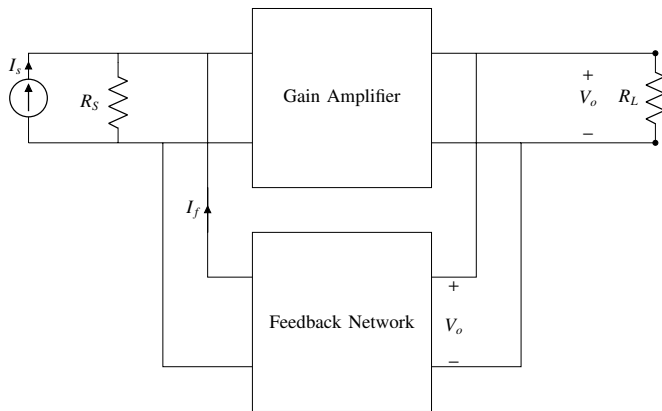 I_s
R_S
Gain Amplifier
+
V_o
−
R_L
I_f
Feedback Network
+
V_o
−